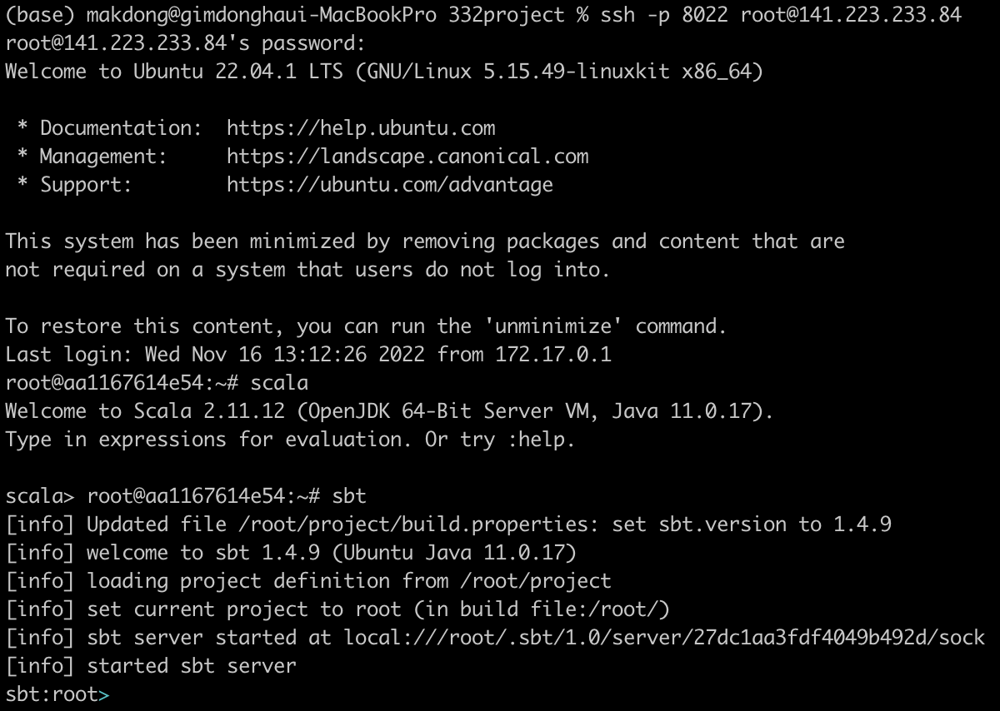 (base) makdong@gimdonghaui-MacBookPro 332project % ssh -p 8022 root@141.223.233.84
root@141.223.233.84's password:
Welcome to Ubuntu 22.04.1 LTS (GNU/Linux 5.15.49-linuxkit x86_64)

 * Documentation:  https://help.ubuntu.com
 * Management:     https://landscape.canonical.com
 * Support:        https://ubuntu.com/advantage

This system has been minimized by removing packages and content that are
not required on a system that users do not log into.

To restore this content, you can run the 'unminimize' command.
Last login: Wed Nov 16 13:12:26 2022 from 172.17.0.1
root@aa1167614e54:~# scala
Welcome to Scala 2.11.12 (OpenJDK 64-Bit Server VM, Java 11.0.17).
Type in expressions for evaluation. Or try :help.

scala> root@aa1167614e54:~# sbt
[info] Updated file /root/project/build.properties: set sbt.version to 1.4.9
[info] welcome to sbt 1.4.9 (Ubuntu Java 11.0.17)
[info] loading project definition from /root/project
[info] set current project to root (in build file:/root/)
[info] sbt server started at local:///root/.sbt/1.0/server/27dc1aa3fdf4049b492d/sock
[info] started sbt server
sbt:root>